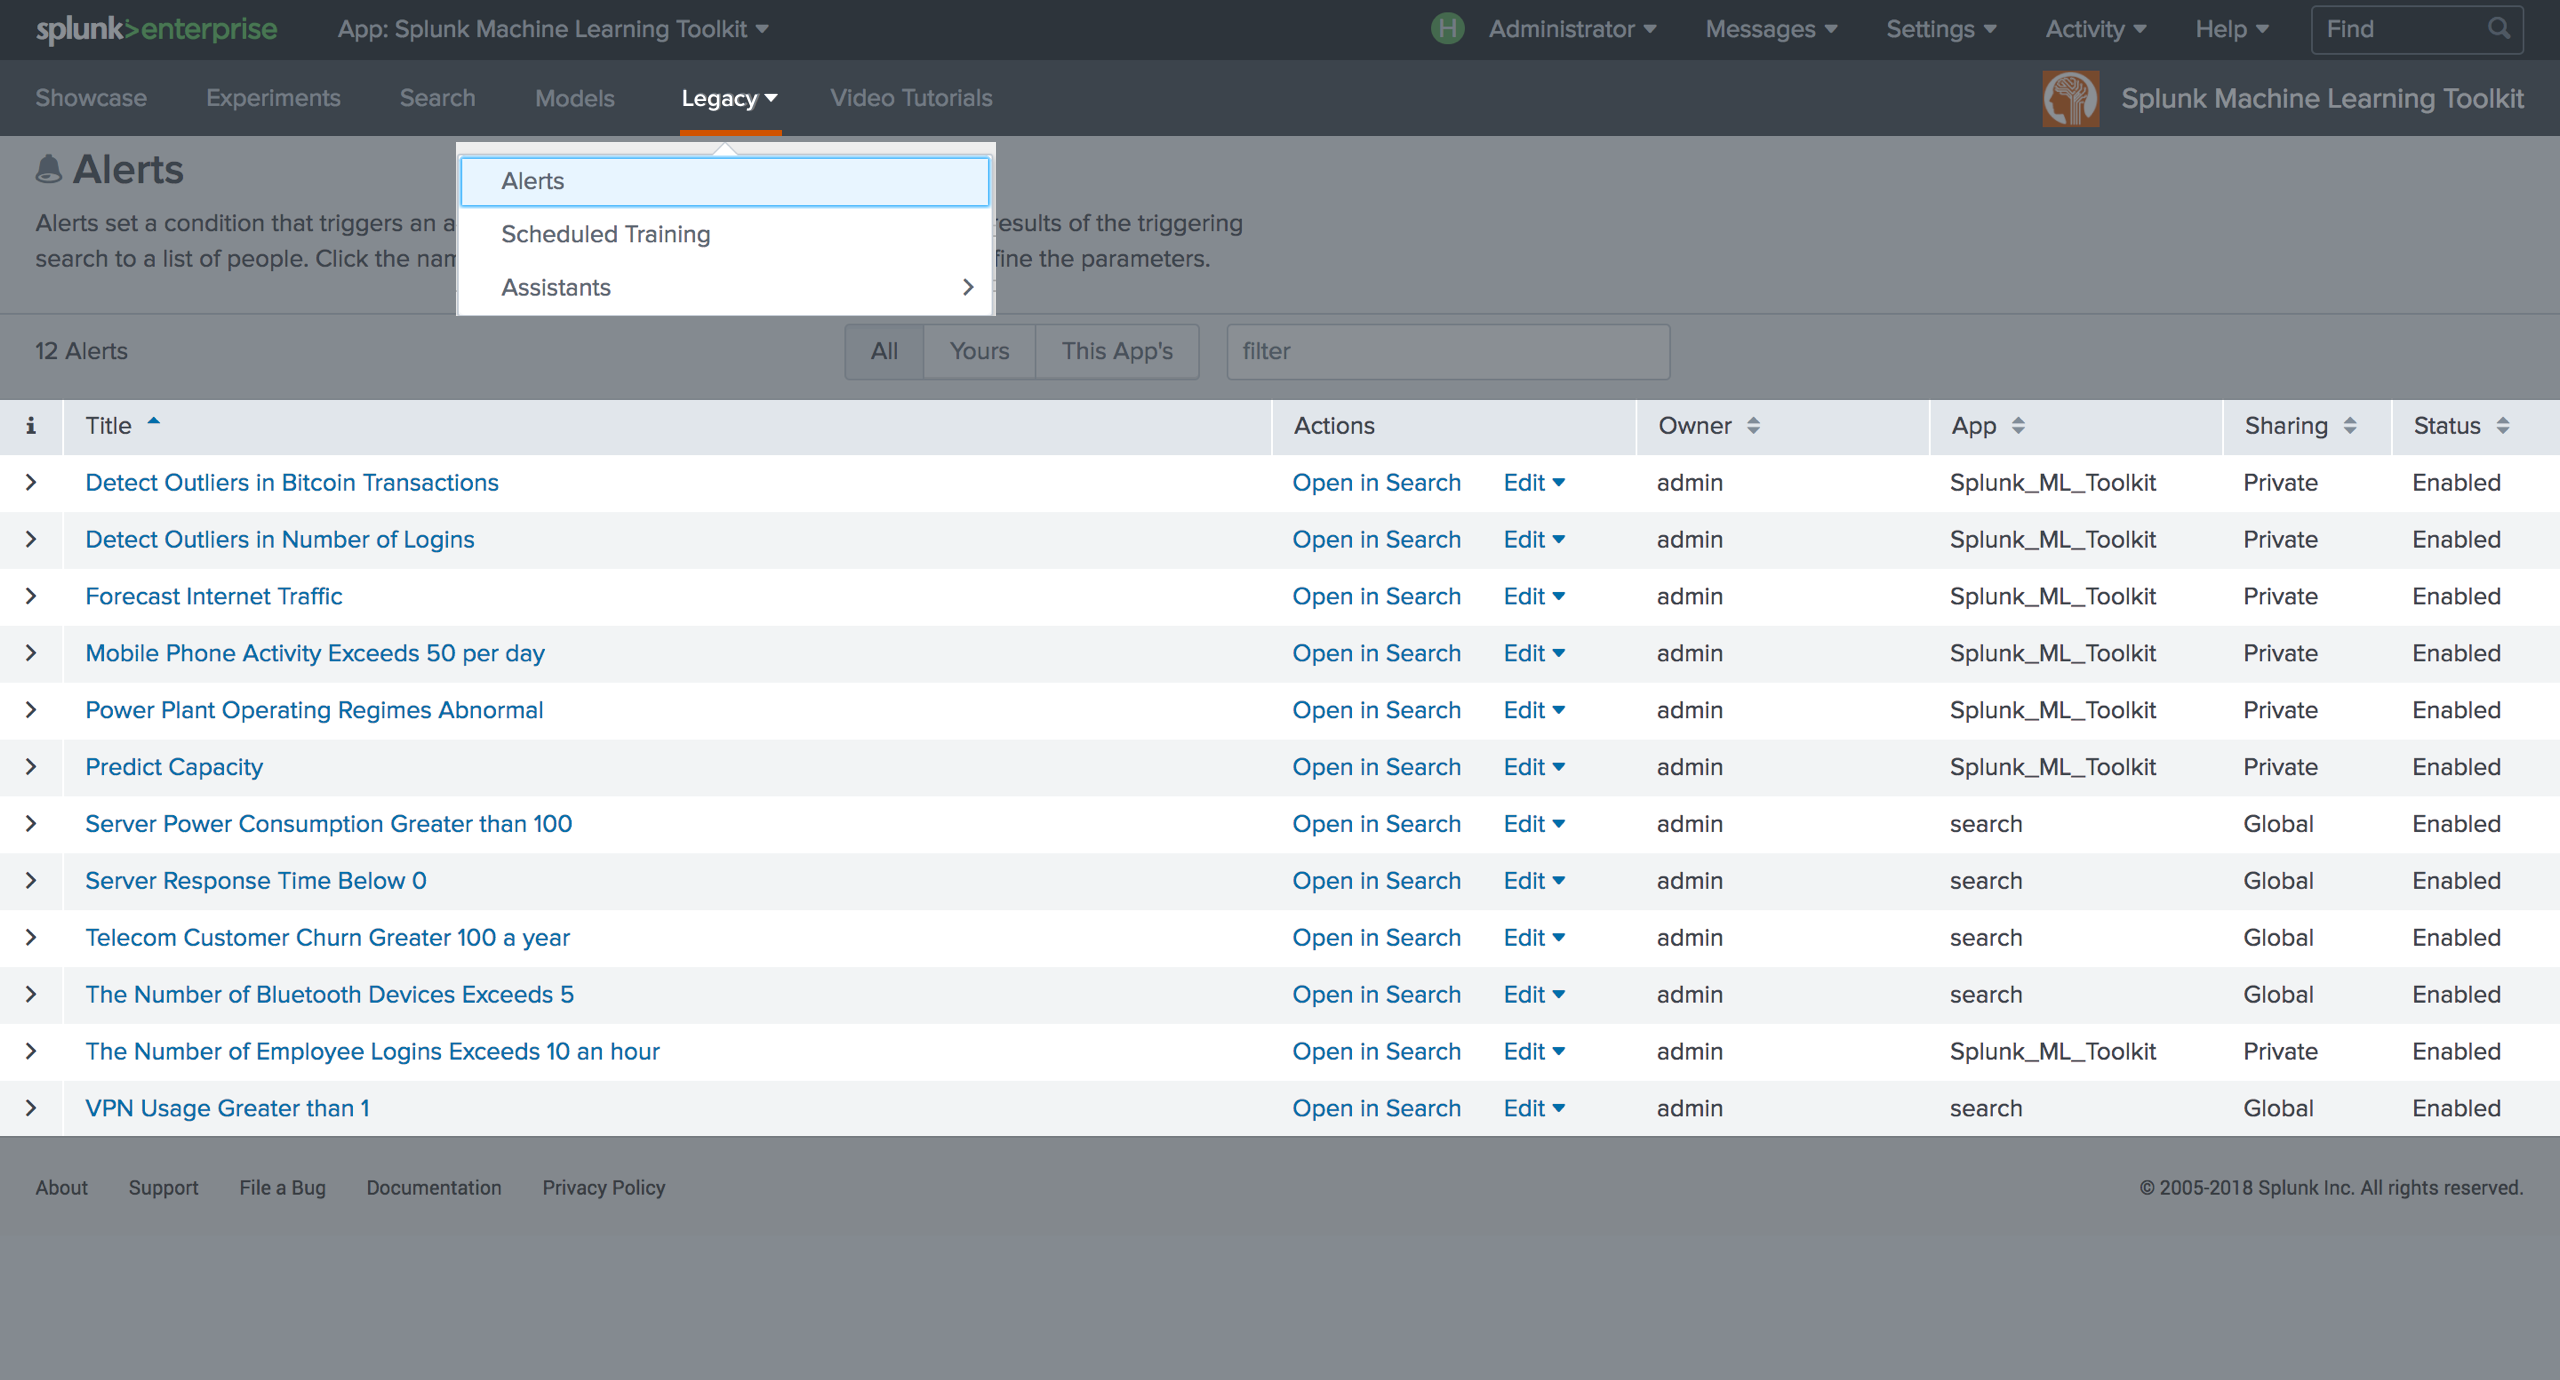 splunk>enterprise App: Splunk Machine Learning Toolkit H Administrator Messages Settings Activity Help Find
Showcase Experiments Search Models Legacy Video Tutorials Splunk Machine Learning Toolkit
Alerts
Alerts set a condition that triggers an a
esults of the triggering
search to a list of people. Click the nam
fine the parameters.
Alerts
Scheduled Training
Assistants
12 Alerts All Yours This App's filter
i Title Actions Owner App Sharing Status
Detect Outliers in Bitcoin Transactions Open in Search Edit admin Splunk_ML_Toolkit Private Enabled
Detect Outliers in Number of Logins Open in Search Edit admin Splunk_ML_Toolkit Private Enabled
Forecast Internet Traffic Open in Search Edit admin Splunk_ML_Toolkit Private Enabled
Mobile Phone Activity Exceeds 50 per day Open in Search Edit admin Splunk_ML_Toolkit Private Enabled
Power Plant Operating Regimes Abnormal Open in Search Edit admin Splunk_ML_Toolkit Private Enabled
Predict Capacity Open in Search Edit admin Splunk_ML_Toolkit Private Enabled
Server Power Consumption Greater than 100 Open in Search Edit admin search Global Enabled
Server Response Time Below 0 Open in Search Edit admin search Global Enabled
Telecom Customer Churn Greater 100 a year Open in Search Edit admin search Global Enabled
The Number of Bluetooth Devices Exceeds 5 Open in Search Edit admin search Global Enabled
The Number of Employee Logins Exceeds 10 an hour Open in Search Edit admin Splunk_ML_Toolkit Private Enabled
VPN Usage Greater than 1 Open in Search Edit admin search Global Enabled
About Support File a Bug Documentation Privacy Policy © 2005-2018 Splunk Inc. All rights reserved.